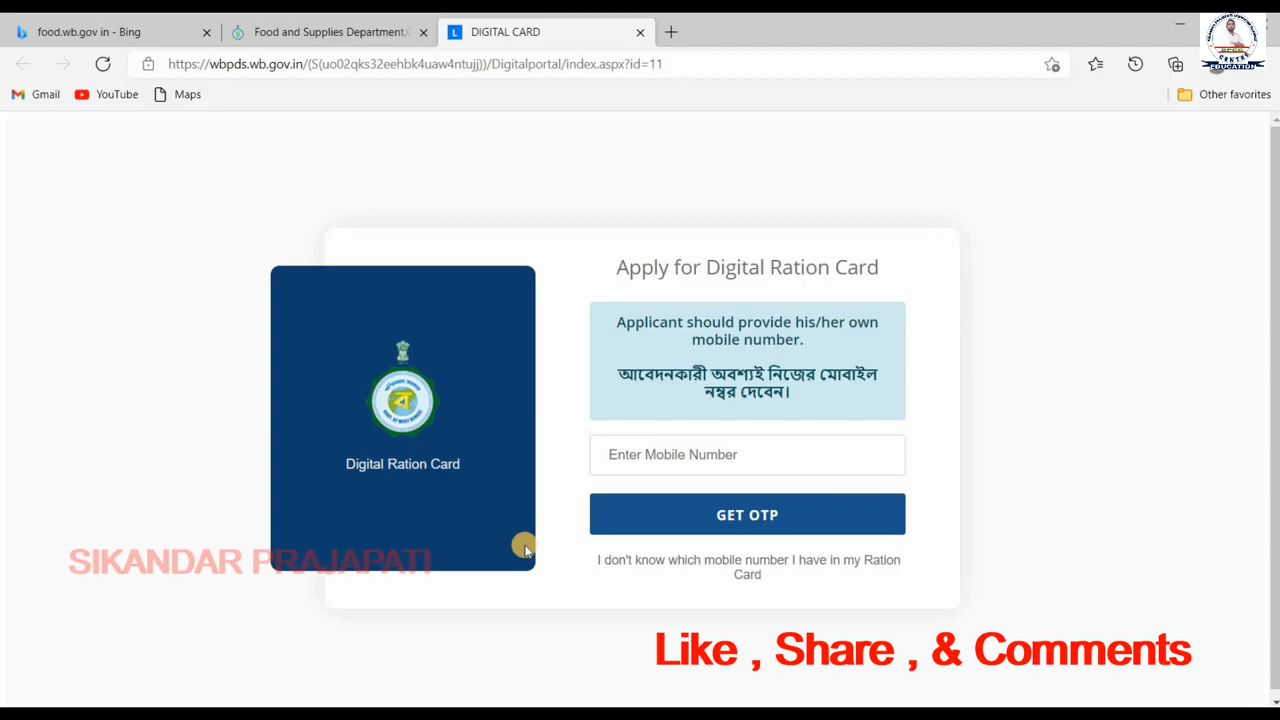 food.wb.gov in - Bing
Food and Supplies Department,
DIGITAL CARD
https://wbpds.wb.gov.in/(S(uo02qks32eehbk4uaw4ntujj))/
/index.aspx?id=11
Gmail
YouTube
Maps
Other favorites
CENTER
EDUCATION
Apply for Digital Ration Card
Applicant should provide his/her own
mobile number.
আবেদনকারী অবশ্যই নিজের মোবাইল
নম্বর দেবেন।
Digital Ration Card
Enter Mobile Number
GET OTP
I don't know which mobile number I have in my Ration
Card
SIKANDAR PRAJAPATI
Like , Share , & Comments